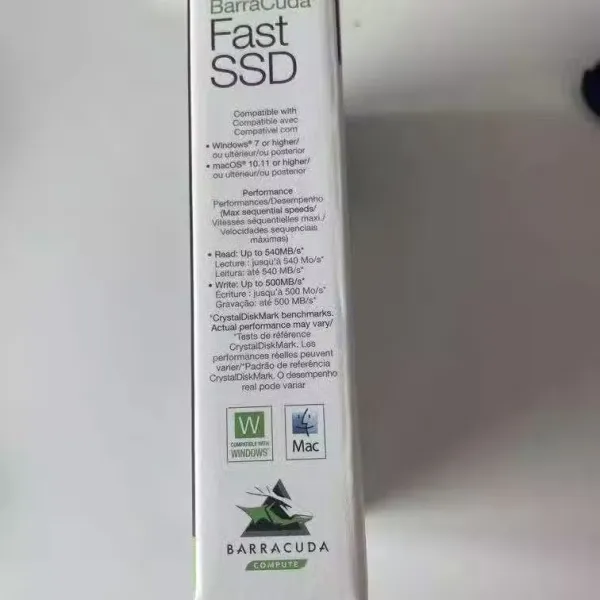 BarraCuda
Fast
SSD
Compatible with
Compatible avec
Compatível com
• Windows® 7 or higher/
ou ultérieur/ou posterior
• macOS® 10.11 or higher/
ou ultérieur/ou posterior
Performance
Performances/Desempenho
(Max sequential speeds/
Vitesses séquentielles maxi./
Velocidades sequenciais
máximas)
• Read: Up to 540MB/s*
Lecture : jusqu'à 540 Mo/s*
Leitura: até 540 MB/s*
• Write: Up to 500MB/s*
Écriture : jusqu'à 500 Mo/s*
Gravação: até 500 MB/s*
*CrystalDiskMark benchmarks.
Actual performance may vary/
*Tests de référence
CrystalDiskMark. Les
performances réelles peuvent
varier/*Padrão de referência
CrystalDiskMark. O desempenho
real pode variar
W
COMPATIBLE WITH
WINDOWS®
Mac
BARRACUDA
COMPUTE